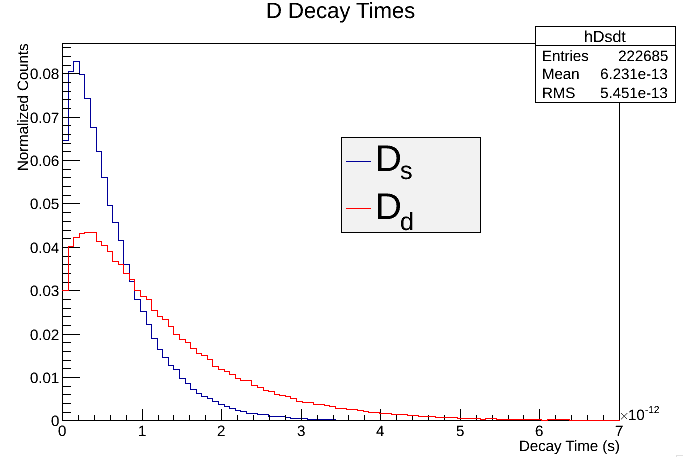 D Decay Times
hDsdt
Entries 222685
Mean 6.231e-13
RMS 5.451e-13
Normalized Counts
0.08
0.07
0.06
0.05
0.04
0.03
0.02
0.01
0
Ds
Dd
0 1 2 3 4 5 6 7
×10-12
Decay Time (s)